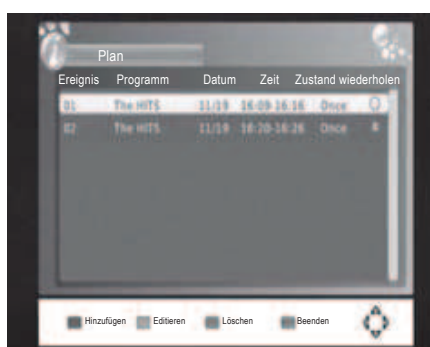 Plan
Ereignis Programm Datum Zeit Zustand wiederholen
01 The HITS 11/19 16:09-16:16 Once
02 The HITS 11/19 16:20-16:26 Once
Hinzufügen Editieren Löschen Beenden